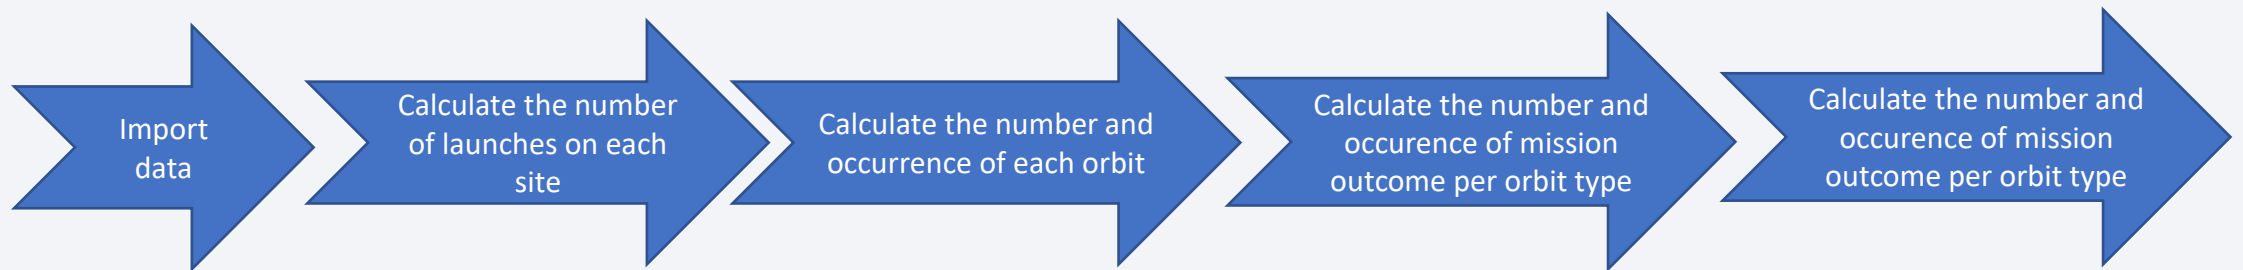 Import
data
Calculate the number
of launches on each
site
Calculate the number and
occurrence of each orbit
Calculate the number and
occurence of mission
outcome per orbit type
Calculate the number and
occurence of mission
outcome per orbit type